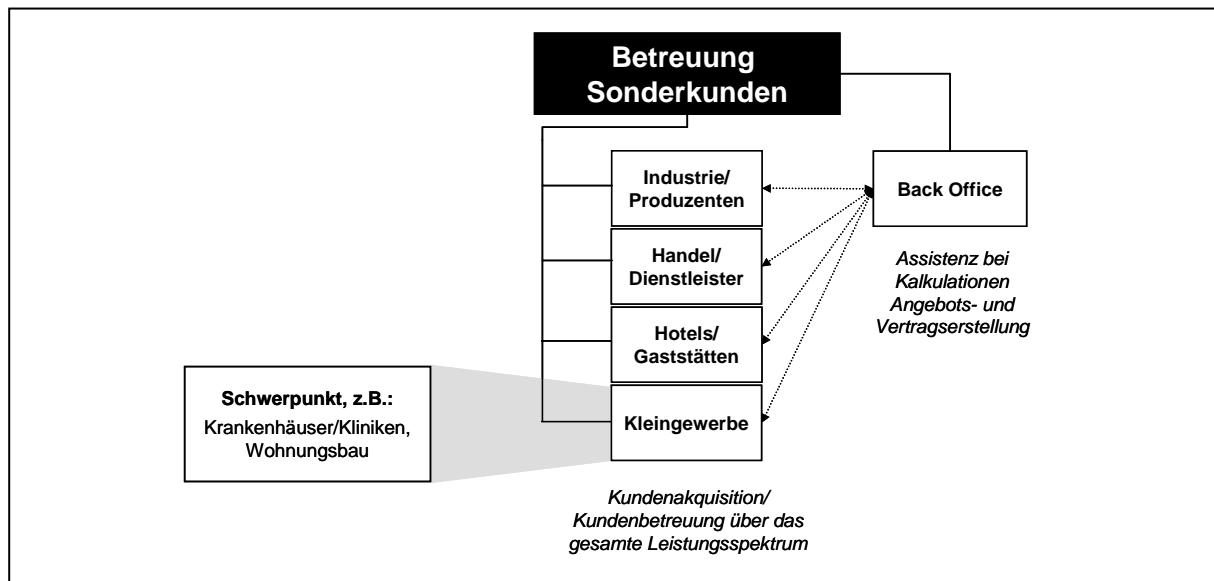 Betreuung
Sonderkunden
Industrie/
Produzenten
Back Office
Handel/
Dienstleister
Assistenz bei
Kalkulationen
Angebots- und
Vertragserstellung
Hotels/
Gaststätten
Schwerpunkt, z.B.:
Krankenhäuser/Kliniken,
Wohnungsbau
Kleingewerbe
Kundenakquisition/
Kundenbetreuung über das
gesamte Leistungsspektrum